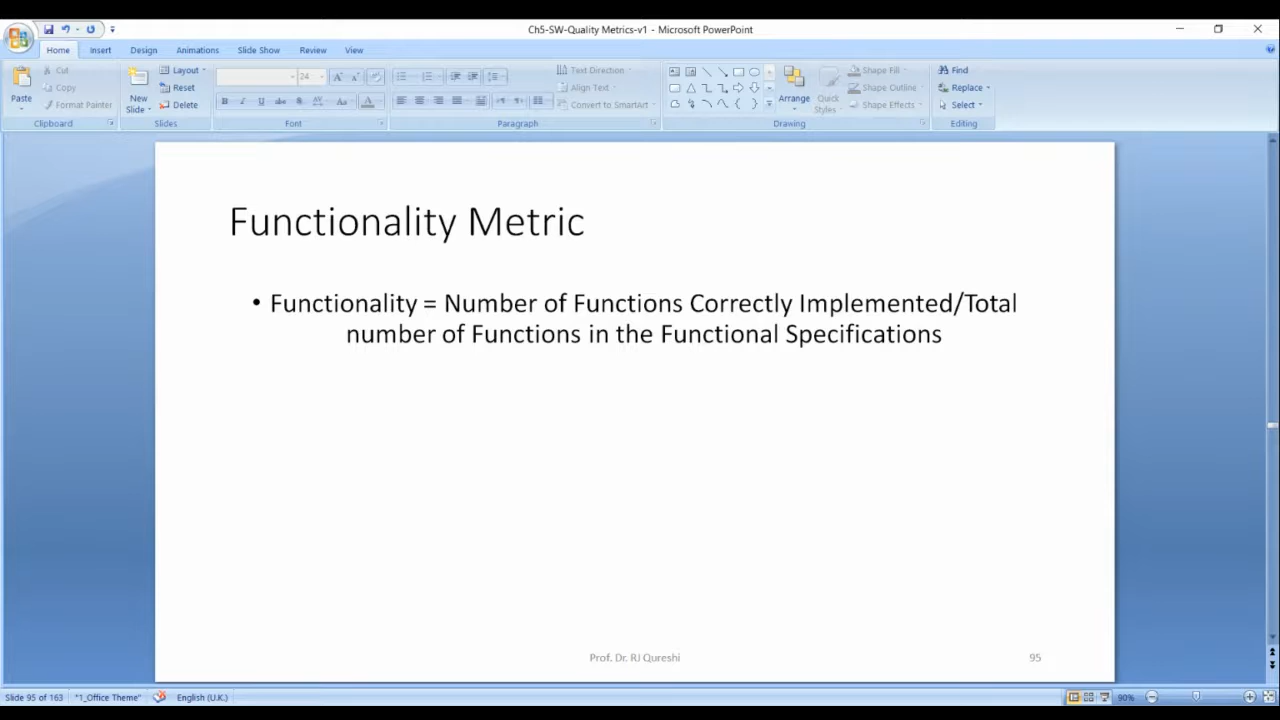 Ch5-SW-Quality Metrics-v1 - Microsoft PowerPoint
Home Insert Design Animations Slide Show Review View
Paste
Cut
Copy
Format Painter
Clipboard
New Slide
Layout
Reset
Delete
Slides
24
Font
Text Direction
Align Text
Convert to SmartArt
Paragraph
Arrange
Quick Styles
Shape Fill
Shape Outline
Shape Effects
Drawing
Find
Replace
Select
Editing
Functionality Metric
• Functionality = Number of Functions Correctly Implemented/Total
number of Functions in the Functional Specifications
Prof. Dr. RJ Qureshi 95
Slide 95 of 163 "1_Office Theme" English (U.K.) 90%